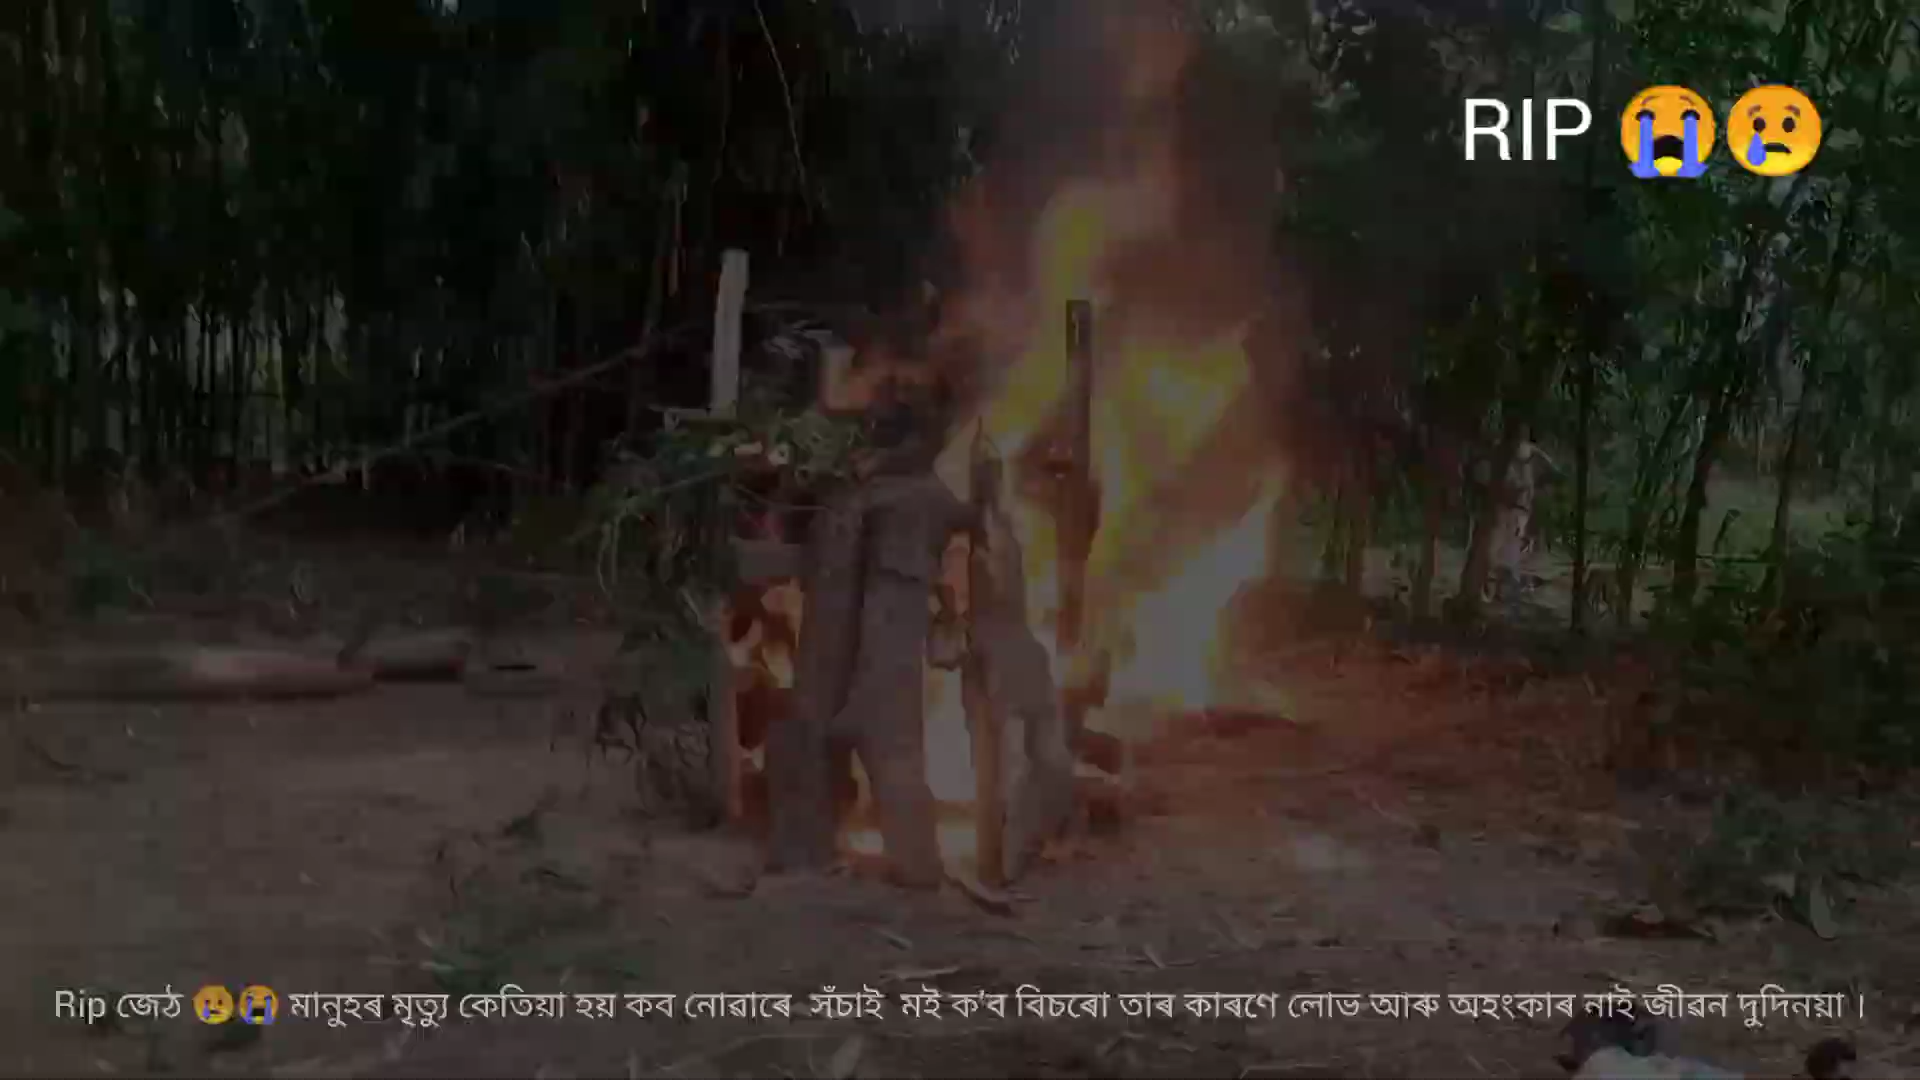 RIP 😭😢
Rip জেঠ 😢😭 মানুহৰ মৃত্যু কেতিয়া হয় কব নোৱাৰে সঁচাই মই ক'ব বিচৰো তাৰ কাৰণে লোভ আৰু অহংকাৰ নাই জীৱন দুদিনয়া।